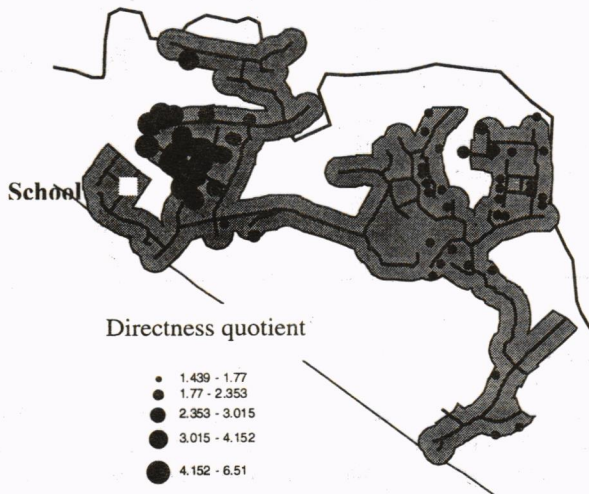 School
Directness quotient
1.439 - 1.77
1.77 - 2.353
2.353 - 3.015
3.015 - 4.152
4.152 - 6.51